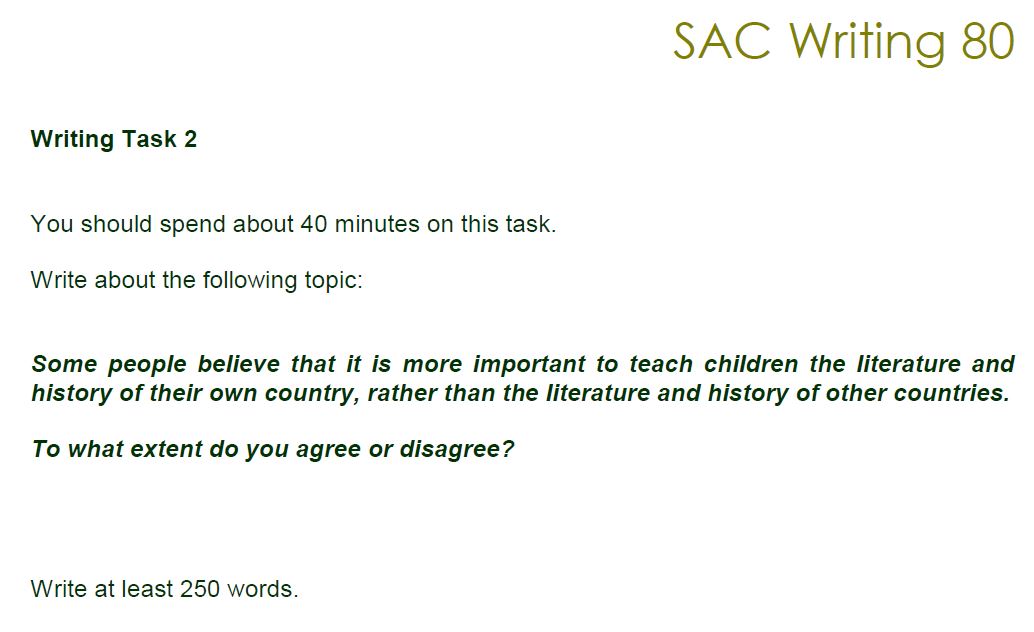 SAC Writing 80
Writing Task 2
You should spend about 40 minutes on this task.
Write about the following topic:
Some people believe that it is more important to teach children the literature and
history of their own country, rather than the literature and history of other countries.
To what extent do you agree or disagree?
Write at least 250 words.